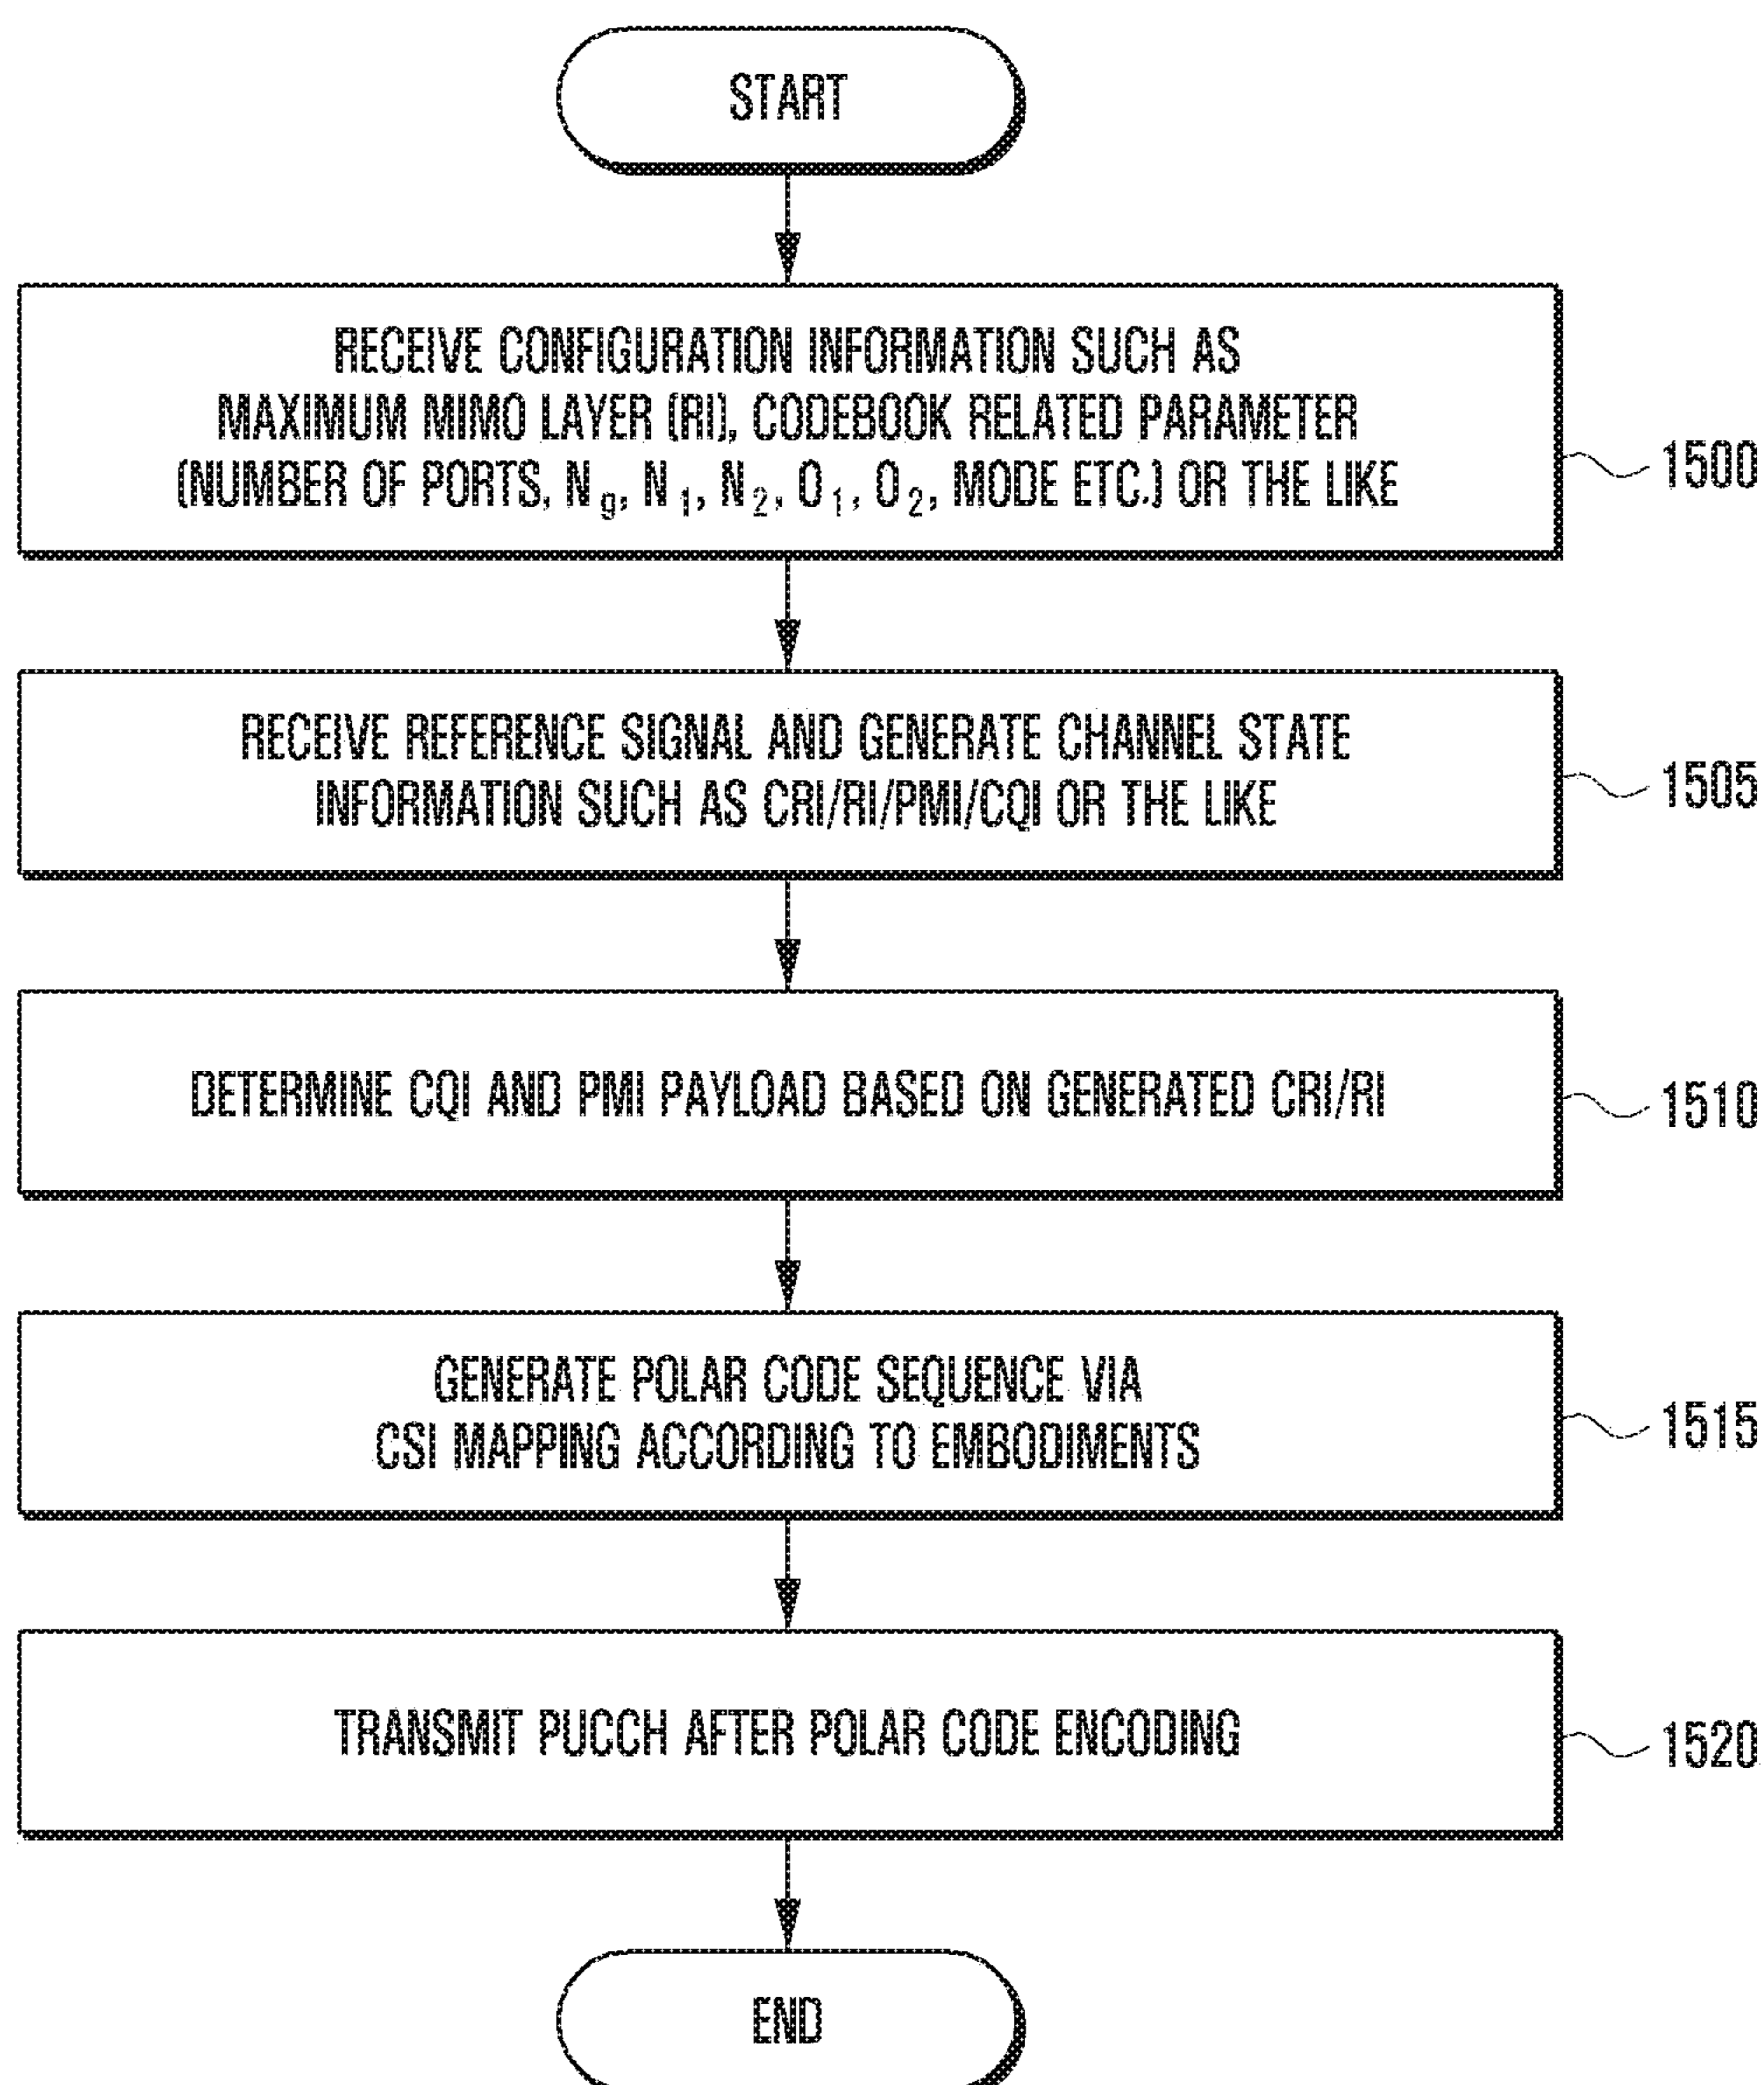 START
RECEIVE CONFIGURATION INFORMATION SUCH AS
MAXIMUM MIMO LAYER (RI), CODEBOOK RELATED PARAMETER
(NUMBER OF PORTS, Ng, N1, N2, O1, O2, MODE ETC.) OR THE LIKE
1500
RECEIVE REFERENCE SIGNAL AND GENERATE CHANNEL STATE
INFORMATION SUCH AS CRI/RI/PMI/CQI OR THE LIKE
1505
DETERMINE CQI AND PMI PAYLOAD BASED ON GENERATED CRI/RI
1510
GENERATE POLAR CODE SEQUENCE VIA
CSI MAPPING ACCORDING TO EMBODIMENTS
1515
TRANSMIT PUCCH AFTER POLAR CODE ENCODING
1520
END